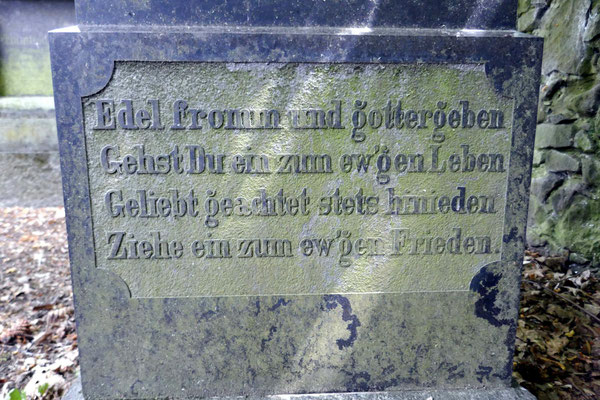 Edel fromm und gottergeben
Gehst Du ein zum ew'gen Leben
Geliebt geachtet stets hinieden
Ziehe ein zum ew'gen Frieden.